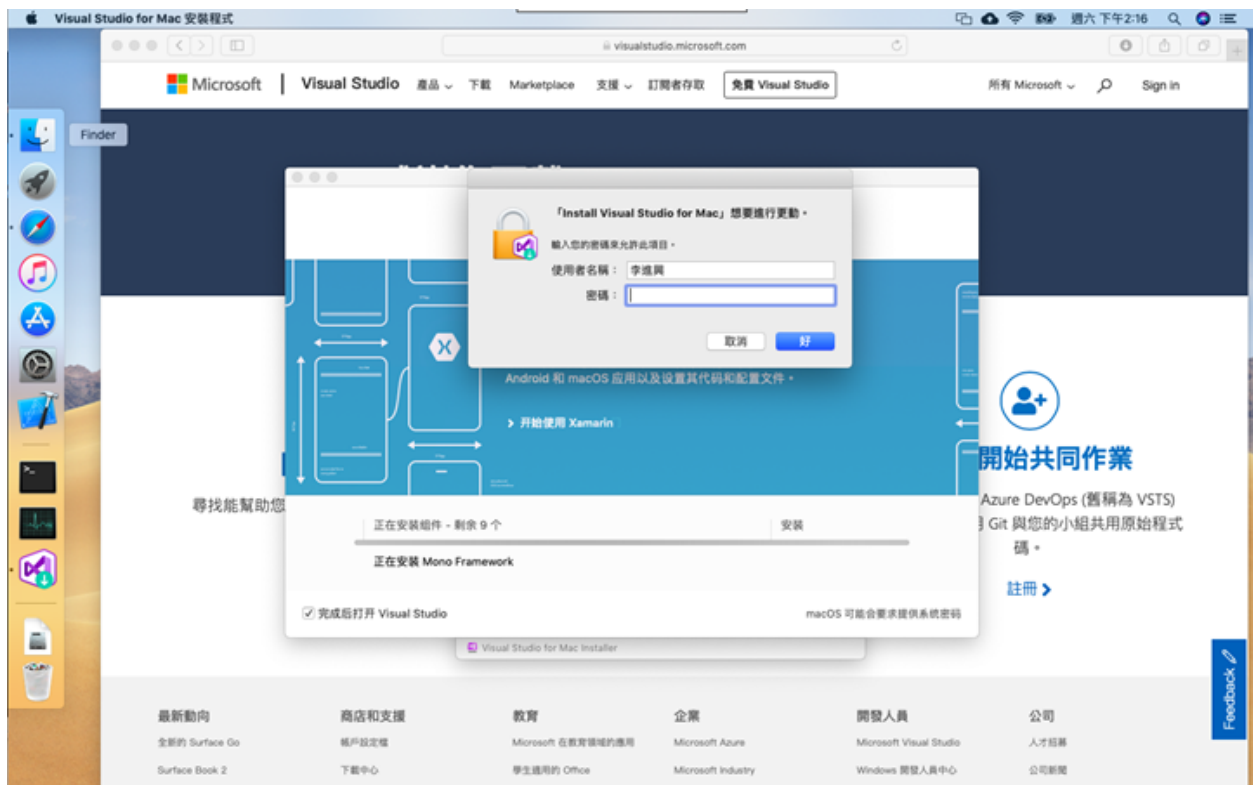 Visual Studio for Mac 安裝程式
週六 下午2:16
visualstudio.microsoft.com
Microsoft | Visual Studio 產品 下載 Marketplace 支援 訂閱者存取 免費 Visual Studio 所有 Microsoft Sign in
Finder
「Install Visual Studio for Mac」想要進行更動。
輸入您的密碼來允許此項目。
使用者名稱： 李進興
密碼：
取消 好
Android 和 macOS 应用以及设置其代码和配置文件。
开始使用 Xamarin
開始共同作業
尋找能幫助您
Azure DevOps (舊稱為 VSTS)
Git 與您的小組共用原始程式
碼。
註冊
正在安装组件 - 剩余 9 个 安装
正在安装 Mono Framework
完成后打开 Visual Studio macOS 可能会要求提供系统密码
Visual Studio for Mac Installer
Feedback
最新動向 商店和支援 教育 企業 開發人員 公司
全新的 Surface Go 帳戶設定檔 Microsoft 在教育領域的應用 Microsoft Azure Microsoft Visual Studio 人才招募
Surface Book 2 下載中心 學生適用的 Office Microsoft Industry Windows 開發人員中心 公司新聞